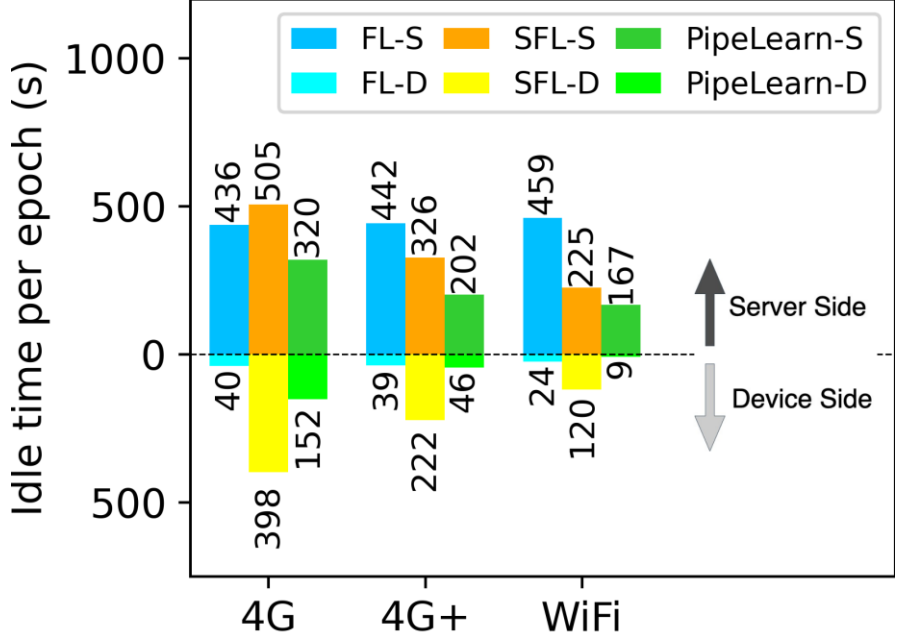 Idle time per epoch (s)
1000
500
0
500
FL-S
SFL-S
PipeLearn-S
FL-D
SFL-D
PipeLearn-D
436
505
320
442
326
202
459
225
167
40
398
152
39
222
46
24
120
9
Server Side
Device Side
4G
4G+
WiFi